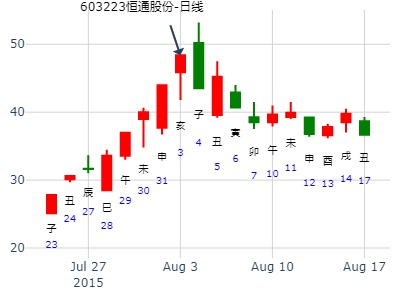 603223恒通股份-日线
50
40
30
20
子
23
丑
24
辰
27
巳
28
午
29
未
30
申
31
亥
3
子
4
丑
5
寅
6
卯
7
午
10
未
11
申
12
酉
13
戌
14
丑
17
Jul 27
2015
Aug 3
Aug 10
Aug 17